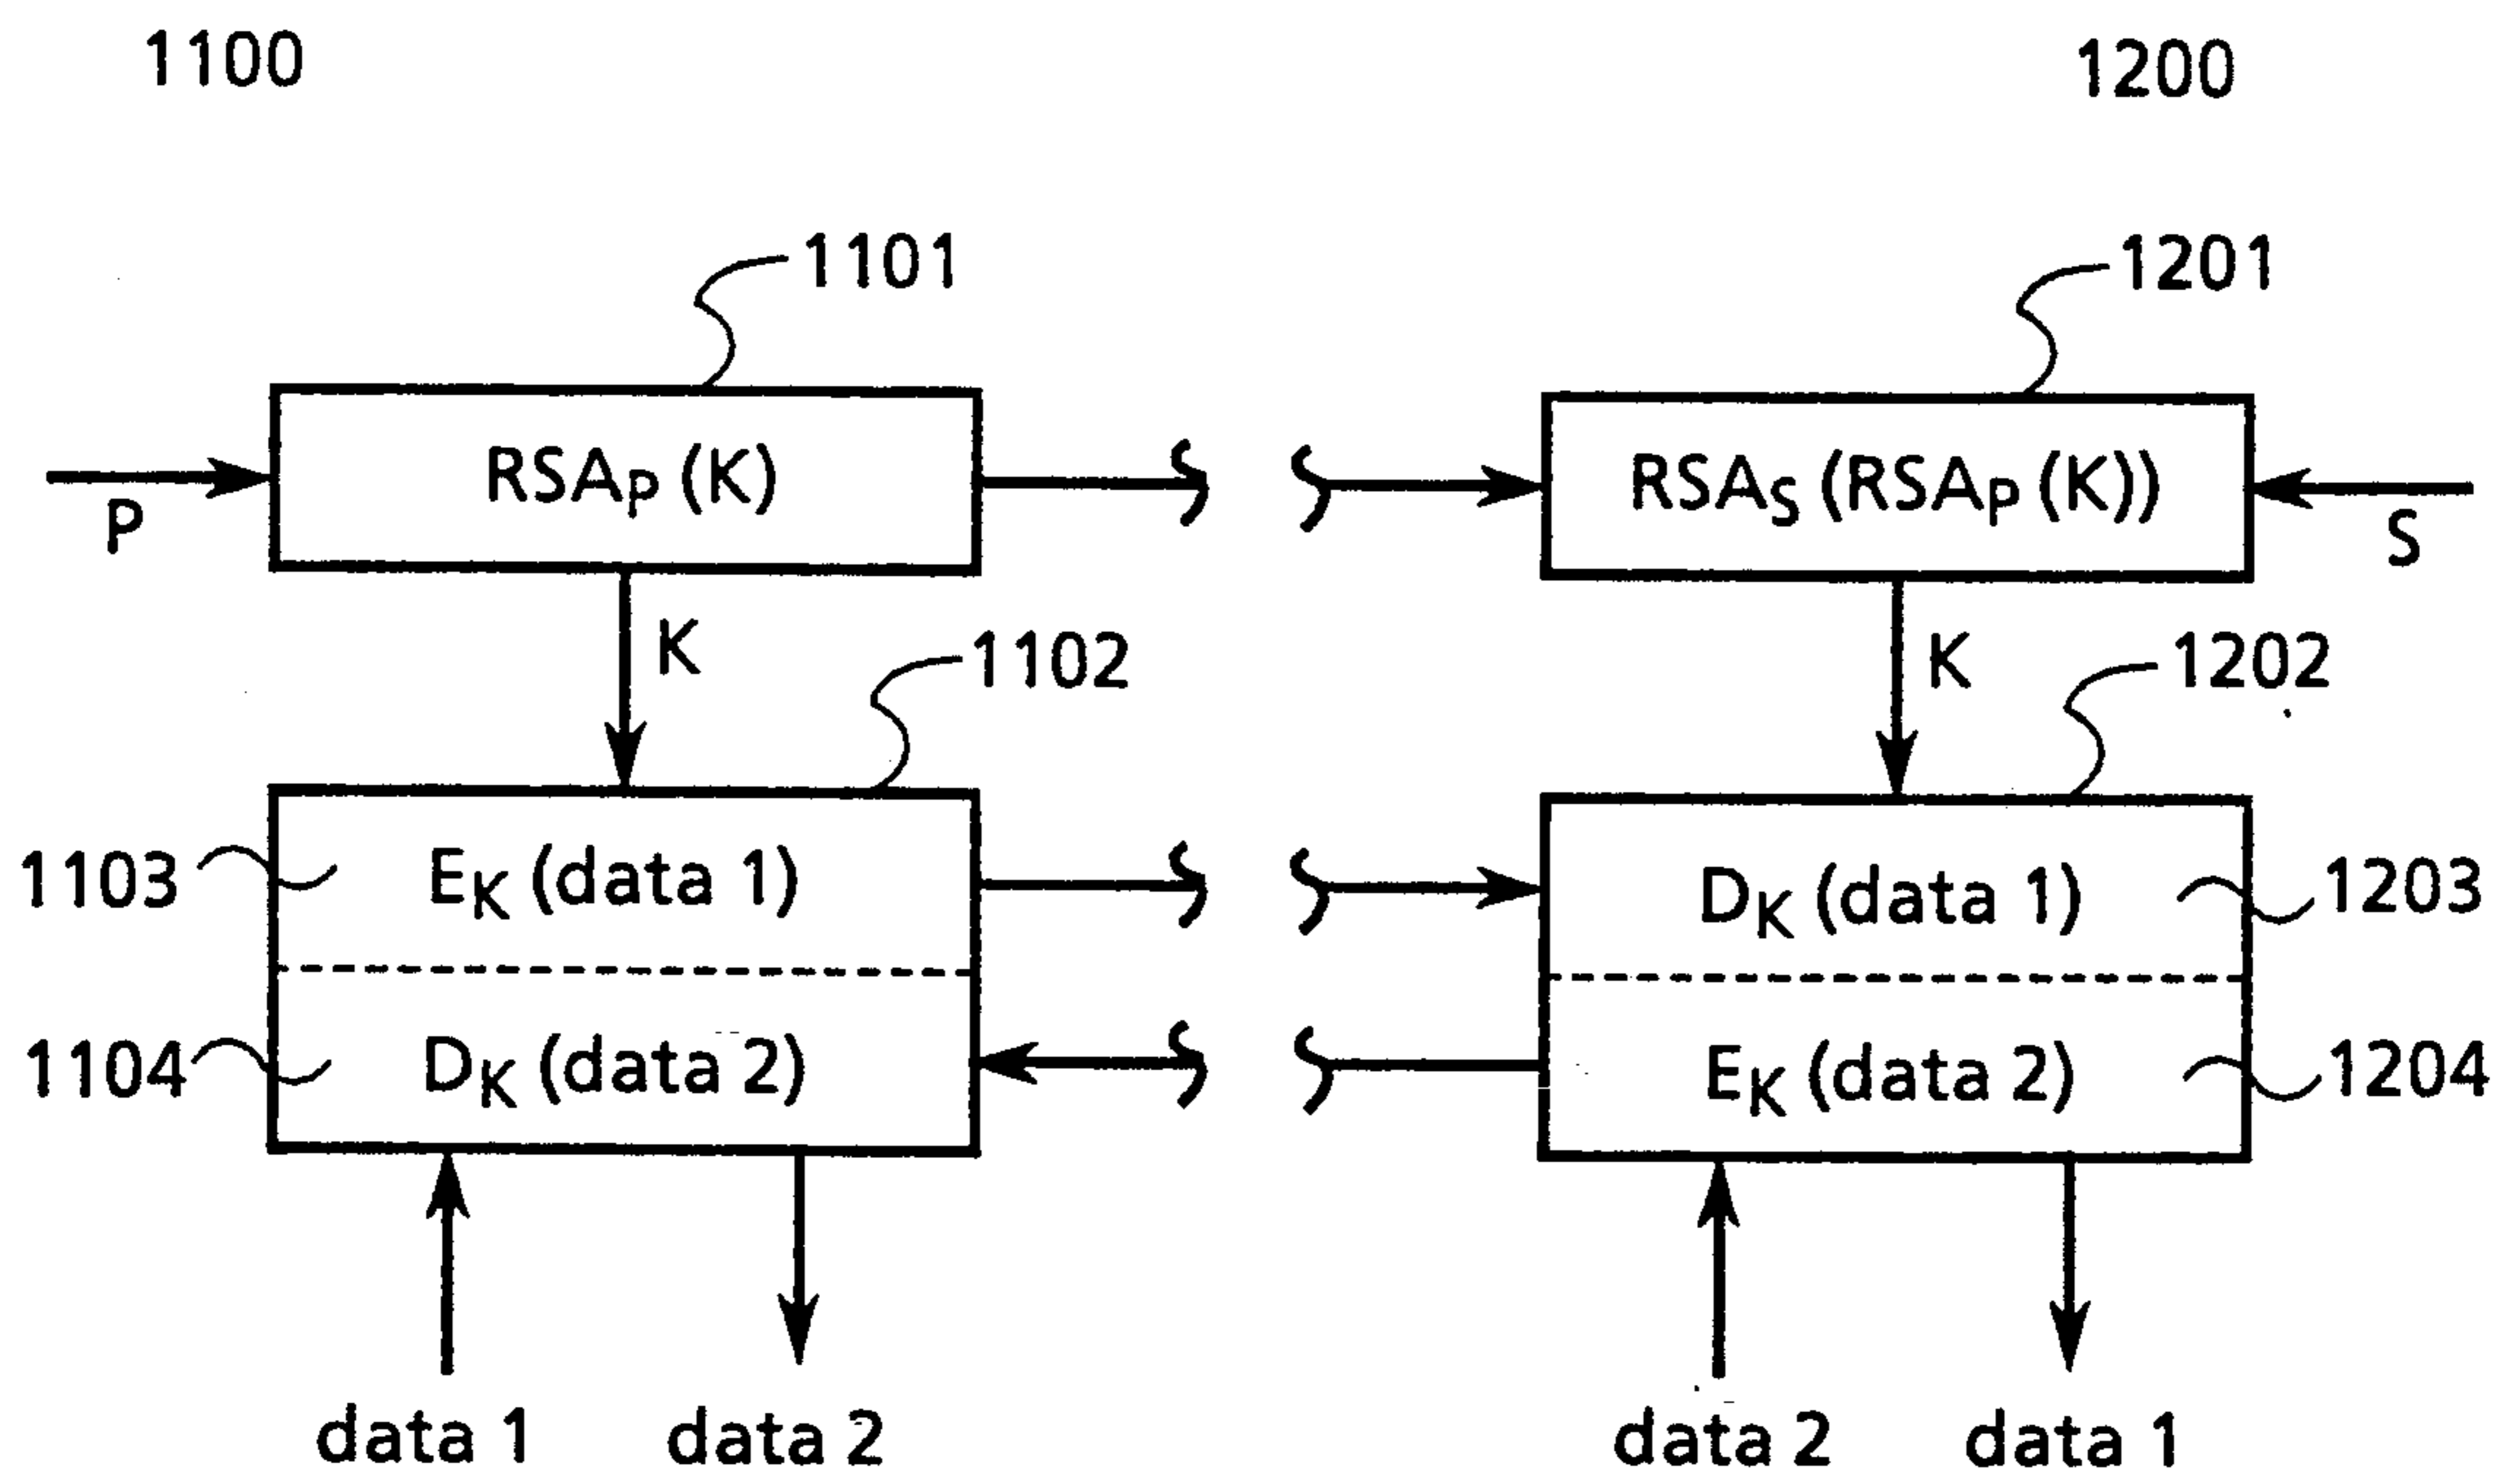 1100
1200
1101
1201
P
RSAP (K)
RSAS (RSAP (K))
S
K
1102
K
1202
1103
EK (data 1)
DK (data 1)
1203
1104
DK (data 2)
EK (data 2)
1204
data 1
data 2
data 2
data 1